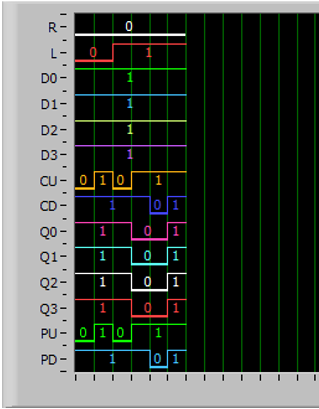 R 0
L 0 1
D0 1
D1 1
D2 1
D3 1
CU 0 1 0 1
CD 1 0 1
Q0 1 0 1
Q1 1 0 1
Q2 1 0 1
Q3 1 0 1
PU 0 1 0 1
PD 1 0 1